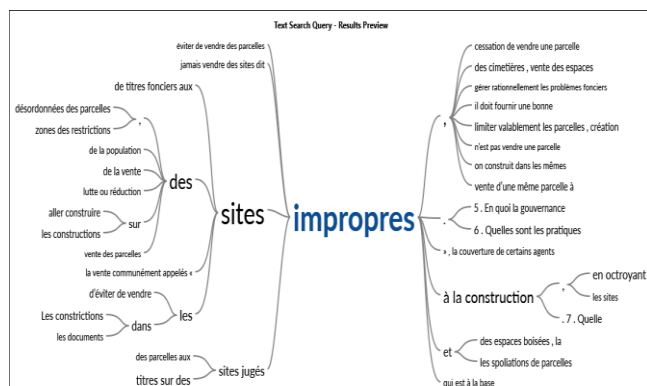 Text Search Query - Results Preview
éviter de vendre des parcelles
jamais vendre des sites dit
de titres fonciers aux
désordonnées des parcelles
zones des restrictions
,
de la population
de la vente
lutte ou réduction
aller construire
les constructions
sur
vente des parcelles
des
la vente communément appelés «
d'éviter de vendre
Les constrictions
les documents
dans
les
sites
des parcelles aux
titres sur des
sites jugés
impropres
,
cessation de vendre une parcelle
des cimetières , vente des espaces
gérer rationnellement les problèmes fonciers
il doit fournir une bonne
limiter valablement les parcelles , création
n'est pas vendre une parcelle
on construit dans les mêmes
vente d'une même parcelle à
.
5 . En quoi la gouvernance
6 . Quelles sont les pratiques
» , la couverture de certains agents
à la construction
,
en octroyant
les sites
. 7 . Quelle
et
des espaces boisées , la
les spoliations de parcelles
qui est à la base